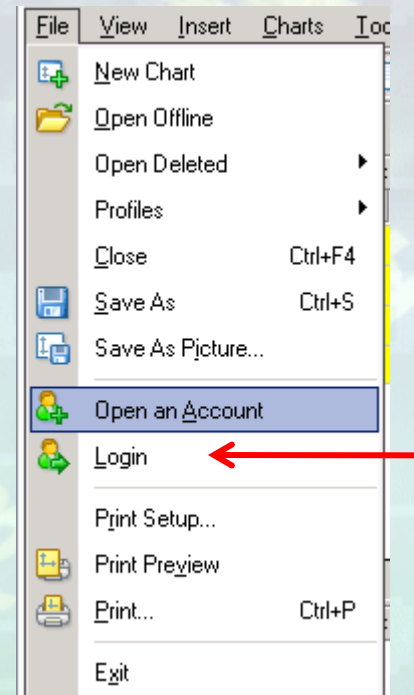 File View Insert Charts
New Chart
Open Offline
Open Deleted
Profiles
Close Ctrl+F4
Save As Ctrl+S
Save As Picture...
Open an Account
Login
Print Setup...
Print Preview
Print... Ctrl+P
Exit